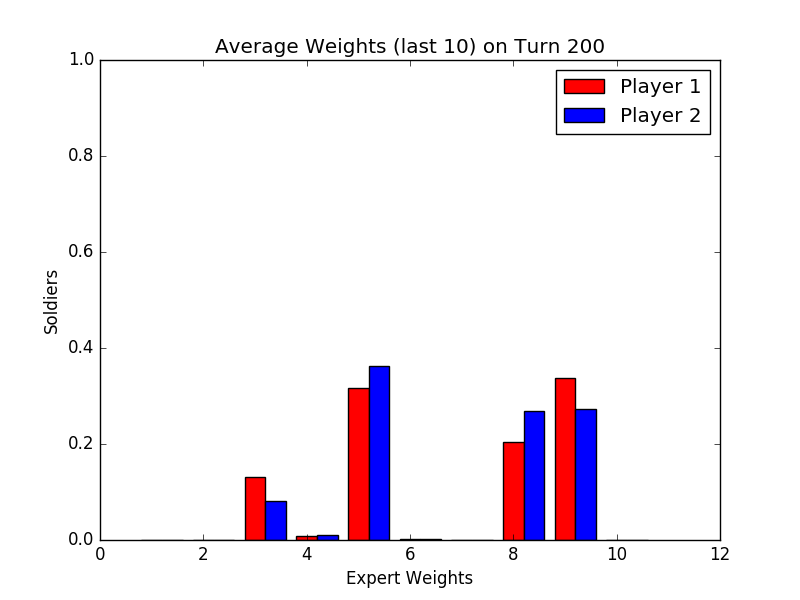 Average Weights (last 10) on Turn 200
1.0
0.8
0.6
0.4
0.2
0.0
Soldiers
Player 1
Player 2
0 2 4 6 8 10 12
Expert Weights